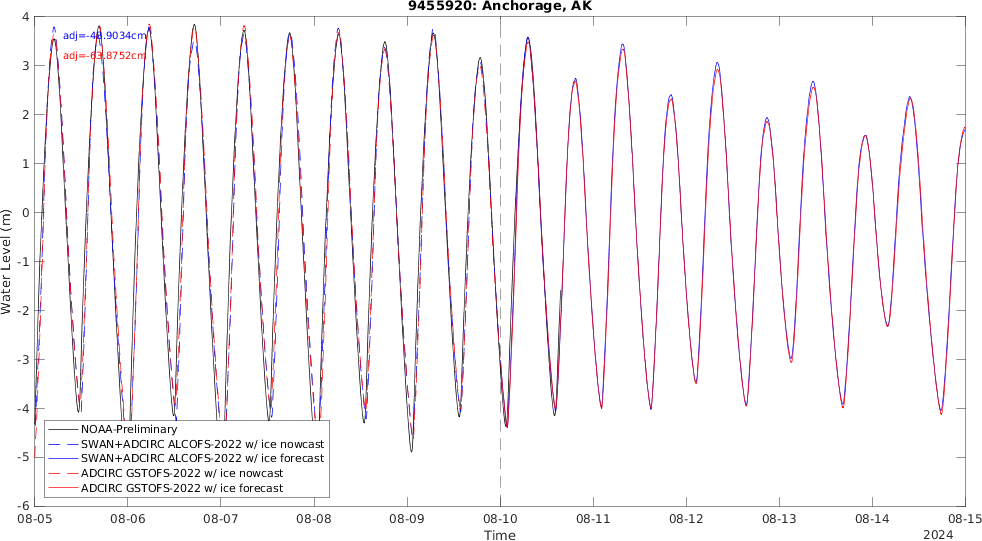 9455920: Anchorage, AK
4
3
2
1
0
-1
-2
-3
-4
-5
-6
Water Level (m)
adj=-63.8752cm
NOAA-Preliminary
SWAN+ADCIRC ALCOFS-2022 w/ ice nowcast
SWAN+ADCIRC ALCOFS-2022 w/ ice forecast
ADCIRC GSTOFS-2022 w/ ice nowcast
ADCIRC GSTOFS-2022 w/ ice forecast
08-05 08-06 08-07 08-08 08-09 08-10 08-11 08-12 08-13 08-14 08-15
Time
2024